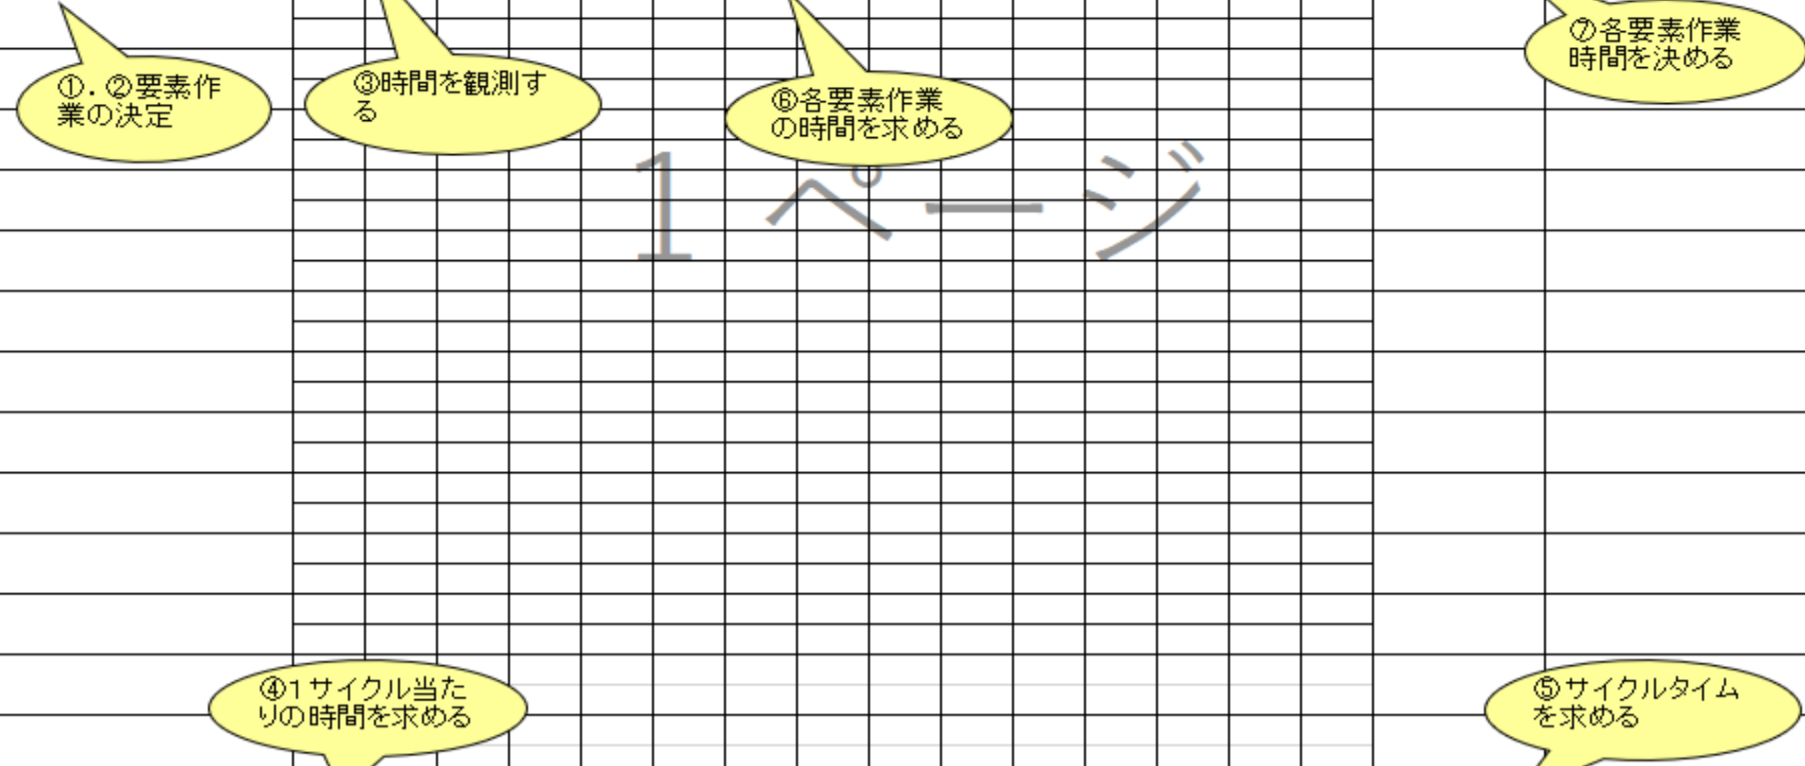 ①．②要素作
業の決定
③時間を観測す
る
⑥各要素作業
の時間を求める
⑦各要素作業
時間を決める
1 ページ
④1サイクル当た
りの時間を求める
⑤サイクルタイム
を求める